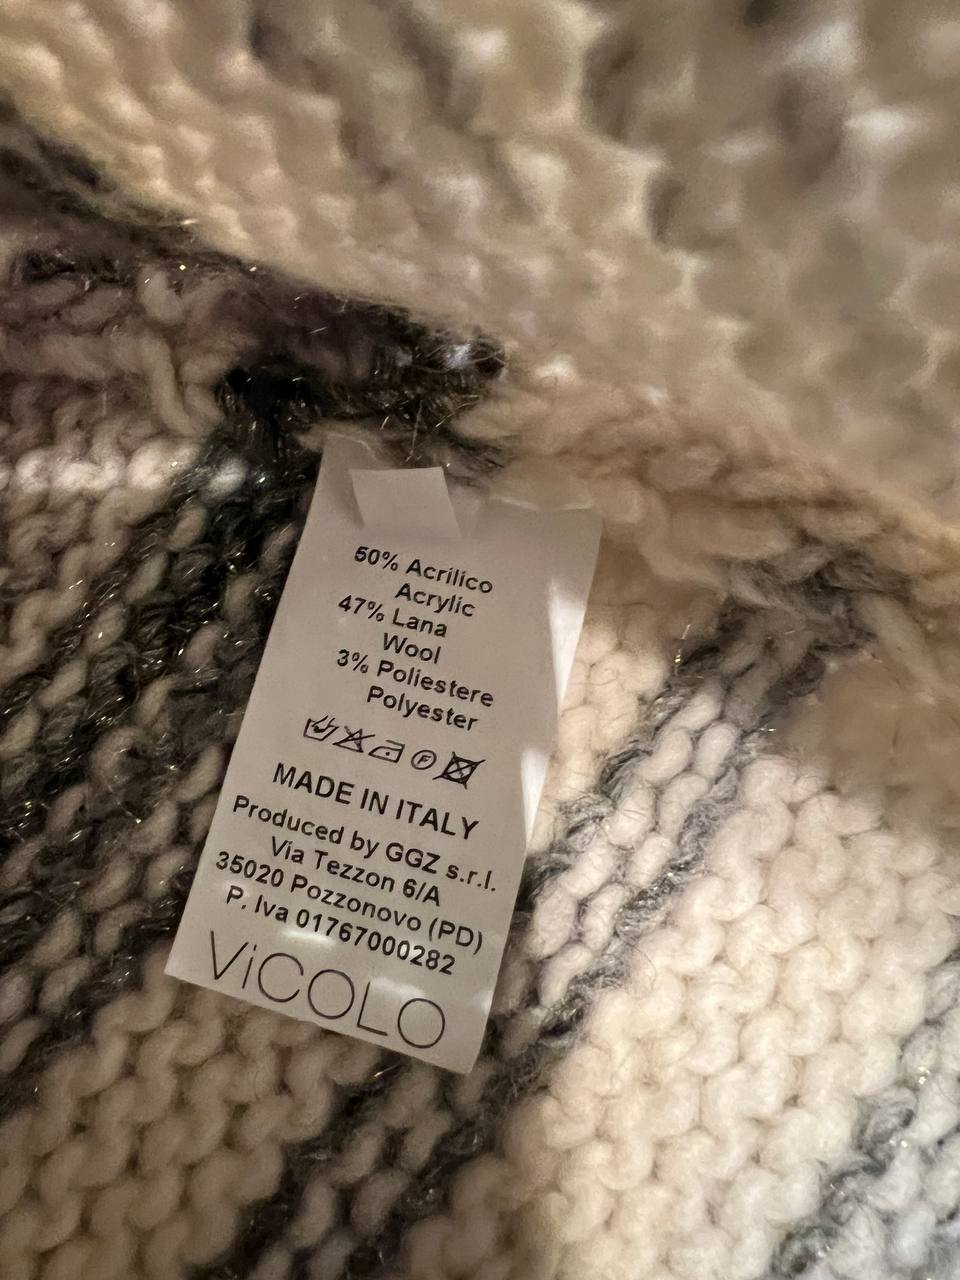 50% Acrilico
Acrylic
47% Lana
Wool
3% Poliestere
Polyester
F
MADE IN ITALY
Produced by GGZ s.r.l.
Via Tezzon 6/A
35020 Pozzonovo (PD)
P. Iva 01767000282
ViCOLO